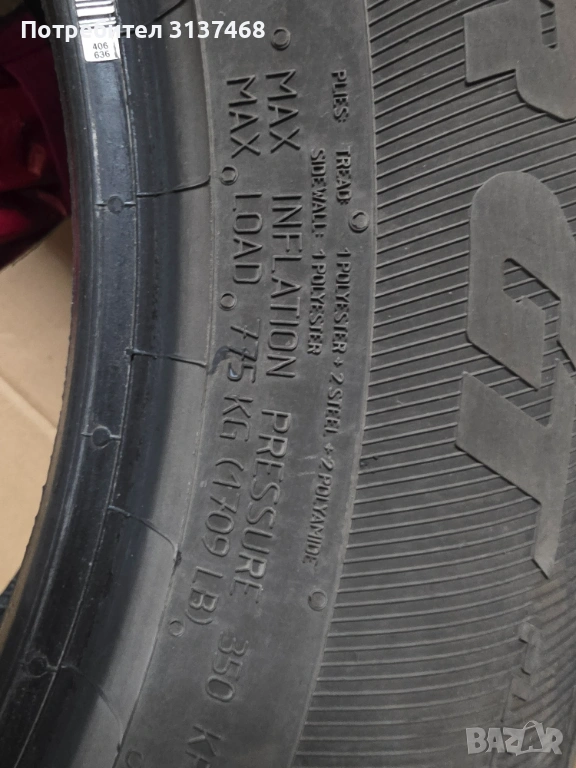 Потребител 3137468
406
636
PLIES: TREAD: 1 POLYESTER + 2 STEEL + 2 POLYAMIDE
SIDEWALL: 1 POLYESTER
MAX INFLATION PRESSURE 350
MAX LOAD 775 KG (1709 LB)
BAZAR